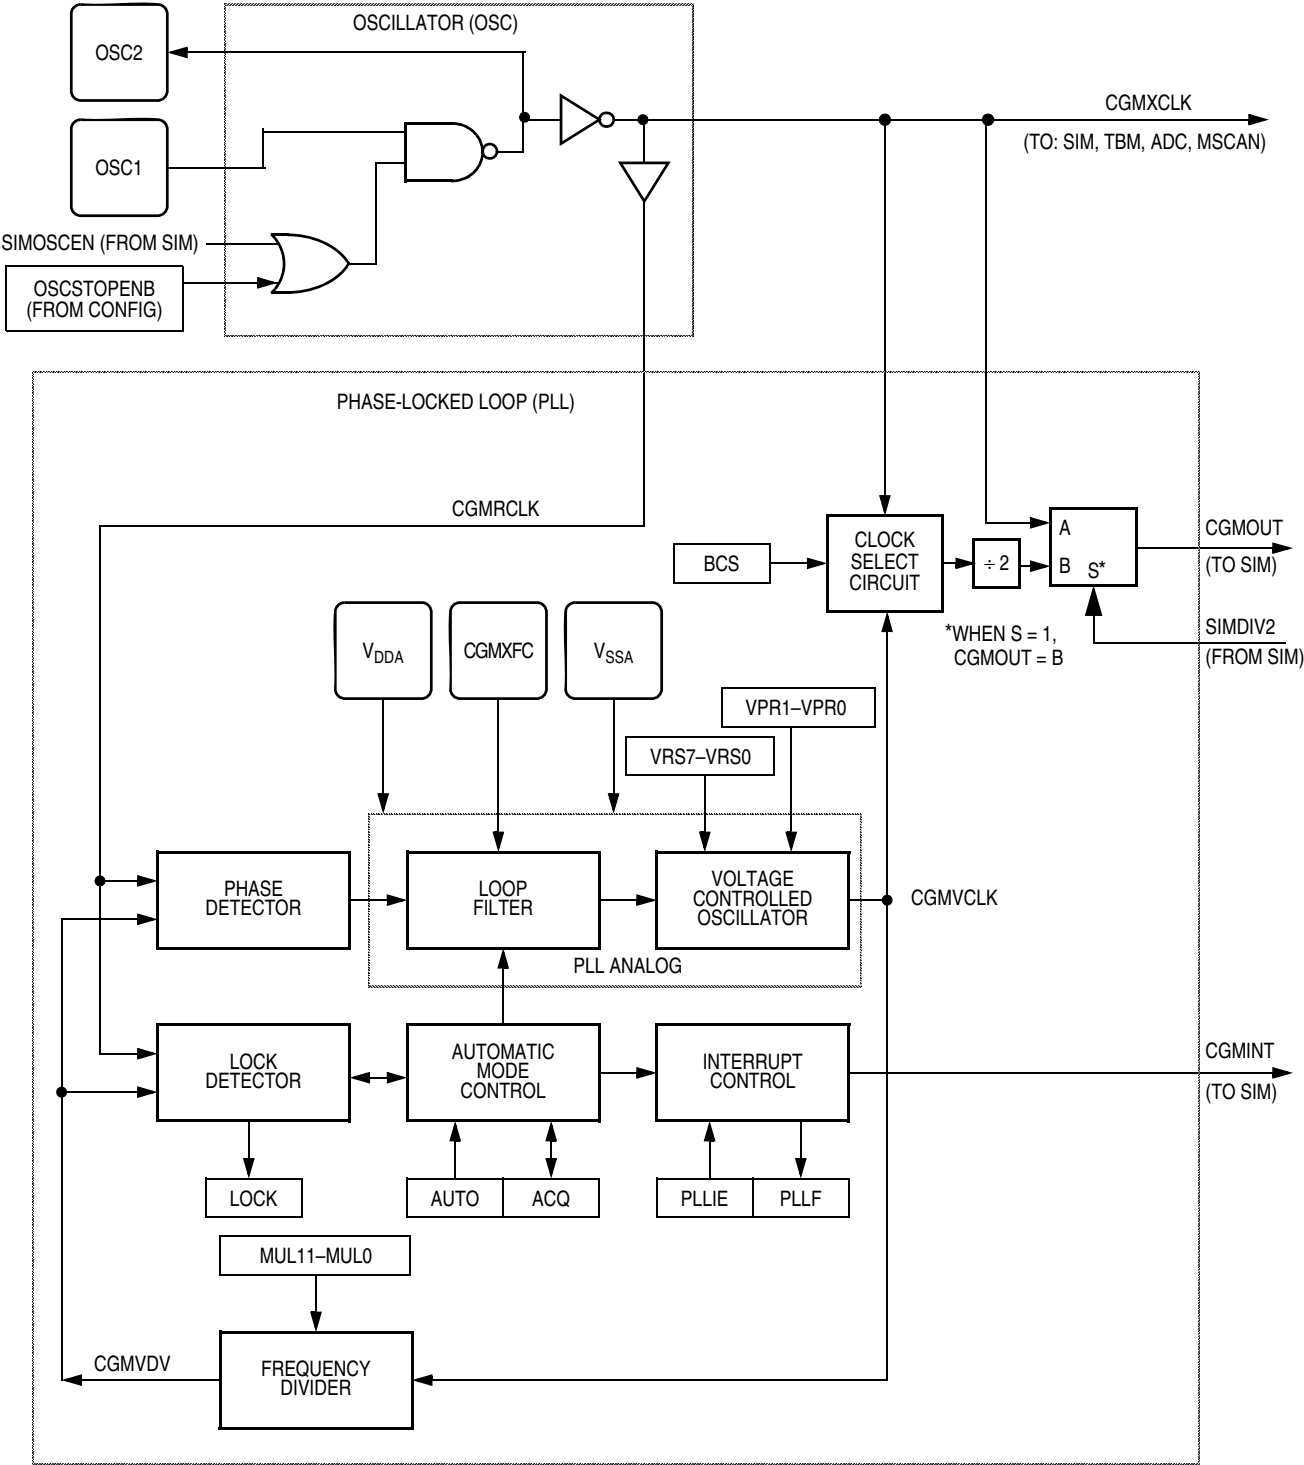 OSCILLATOR (OSC)
OSC2
OSC1
CGMXCLK
(TO: SIM, TBM, ADC, MSCAN)
SIMOSCEN (FROM SIM)
OSCSTOPENB
(FROM CONFIG)
PHASE-LOCKED LOOP (PLL)
CGMRCLK
BCS
CLOCK
SELECT
CIRCUIT
÷ 2
A
B
S*
CGMOUT
(TO SIM)
*WHEN S = 1,
CGMOUT = B
SIMDIV2
(FROM SIM)
VDDA
CGMXFC
VSSA
VPR1–VPR0
VRS7–VRS0
PHASE
DETECTOR
LOOP
FILTER
VOLTAGE
CONTROLLED
OSCILLATOR
CGMVCLK
PLL ANALOG
LOCK
DETECTOR
AUTOMATIC
MODE
CONTROL
INTERRUPT
CONTROL
CGMINT
(TO SIM)
LOCK
AUTO
ACQ
PLLIE
PLLF
MUL11–MUL0
CGMVDV
FREQUENCY
DIVIDER